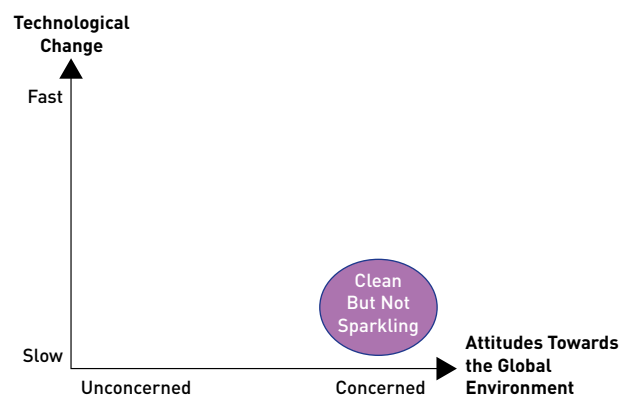 Technological
Change
Fast
Clean
But Not
Sparkling
Slow
Attitudes Towards
the Global
Environment
Unconcerned
Concerned